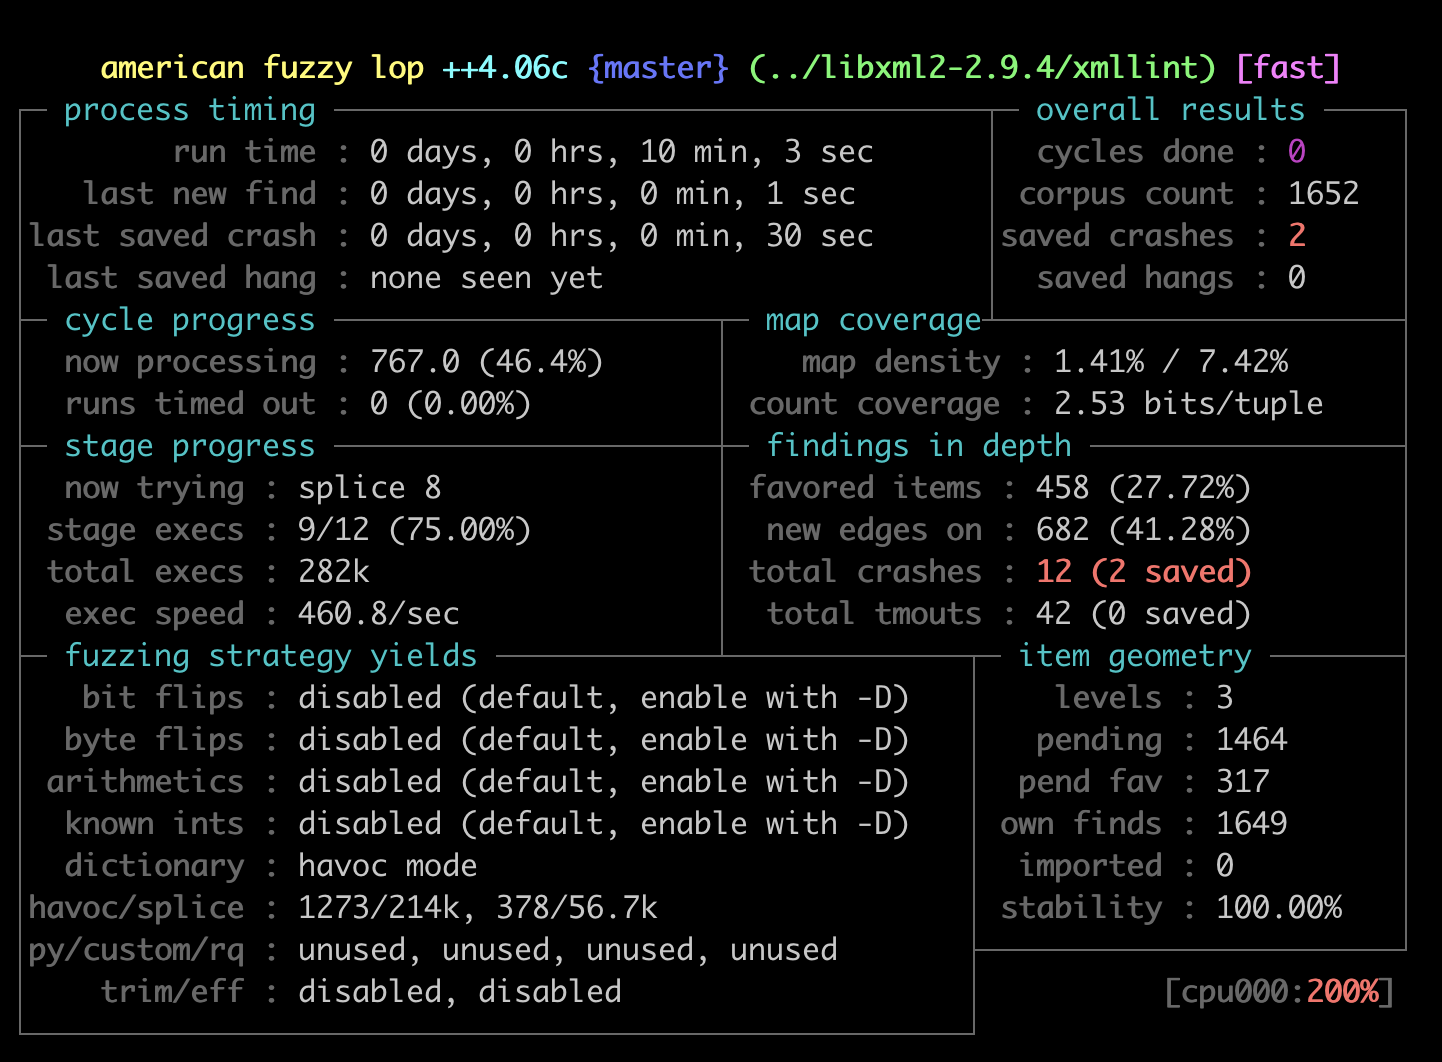 american fuzzy lop ++4.06c {master} (../libxml2-2.9.4/xmllint) [fast]
process timing overall results
run time : 0 days, 0 hrs, 10 min, 3 sec cycles done : 0
last new find : 0 days, 0 hrs, 0 min, 1 sec corpus count : 1652
last saved crash : 0 days, 0 hrs, 0 min, 30 sec saved crashes : 2
last saved hang : none seen yet saved hangs : 0
cycle progress map coverage
now processing : 767.0 (46.4%) map density : 1.41% / 7.42%
runs timed out : 0 (0.00%) count coverage : 2.53 bits/tuple
stage progress findings in depth
now trying : splice 8 favored items : 458 (27.72%)
stage execs : 9/12 (75.00%) new edges on : 682 (41.28%)
total execs : 282k total crashes : 12 (2 saved)
exec speed : 460.8/sec total tmouts : 42 (0 saved)
fuzzing strategy yields item geometry
bit flips : disabled (default, enable with -D) levels : 3
byte flips : disabled (default, enable with -D) pending : 1464
arithmetics : disabled (default, enable with -D) pend fav : 317
known ints : disabled (default, enable with -D) own finds : 1649
dictionary : havoc mode imported : 0
havoc/splice : 1273/214k, 378/56.7k stability : 100.00%
py/custom/rq : unused, unused, unused, unused
trim/eff : disabled, disabled [cpu000:200%]